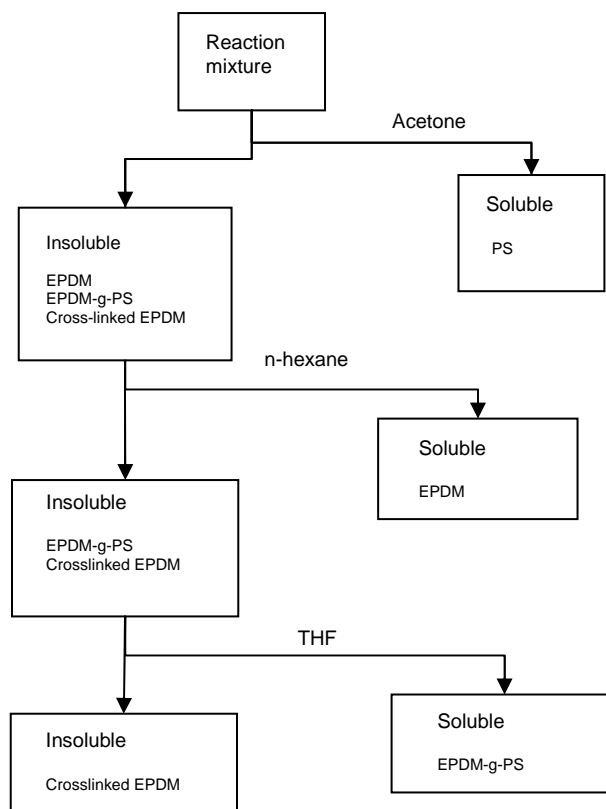 Reaction
mixture
Acetone
Soluble
PS
Insoluble
EPDM
EPDM-g-PS
Cross-linked EPDM
n-hexane
Soluble
EPDM
Insoluble
EPDM-g-PS
Crosslinked EPDM
THF
Soluble
EPDM-g-PS
Insoluble
Crosslinked EPDM